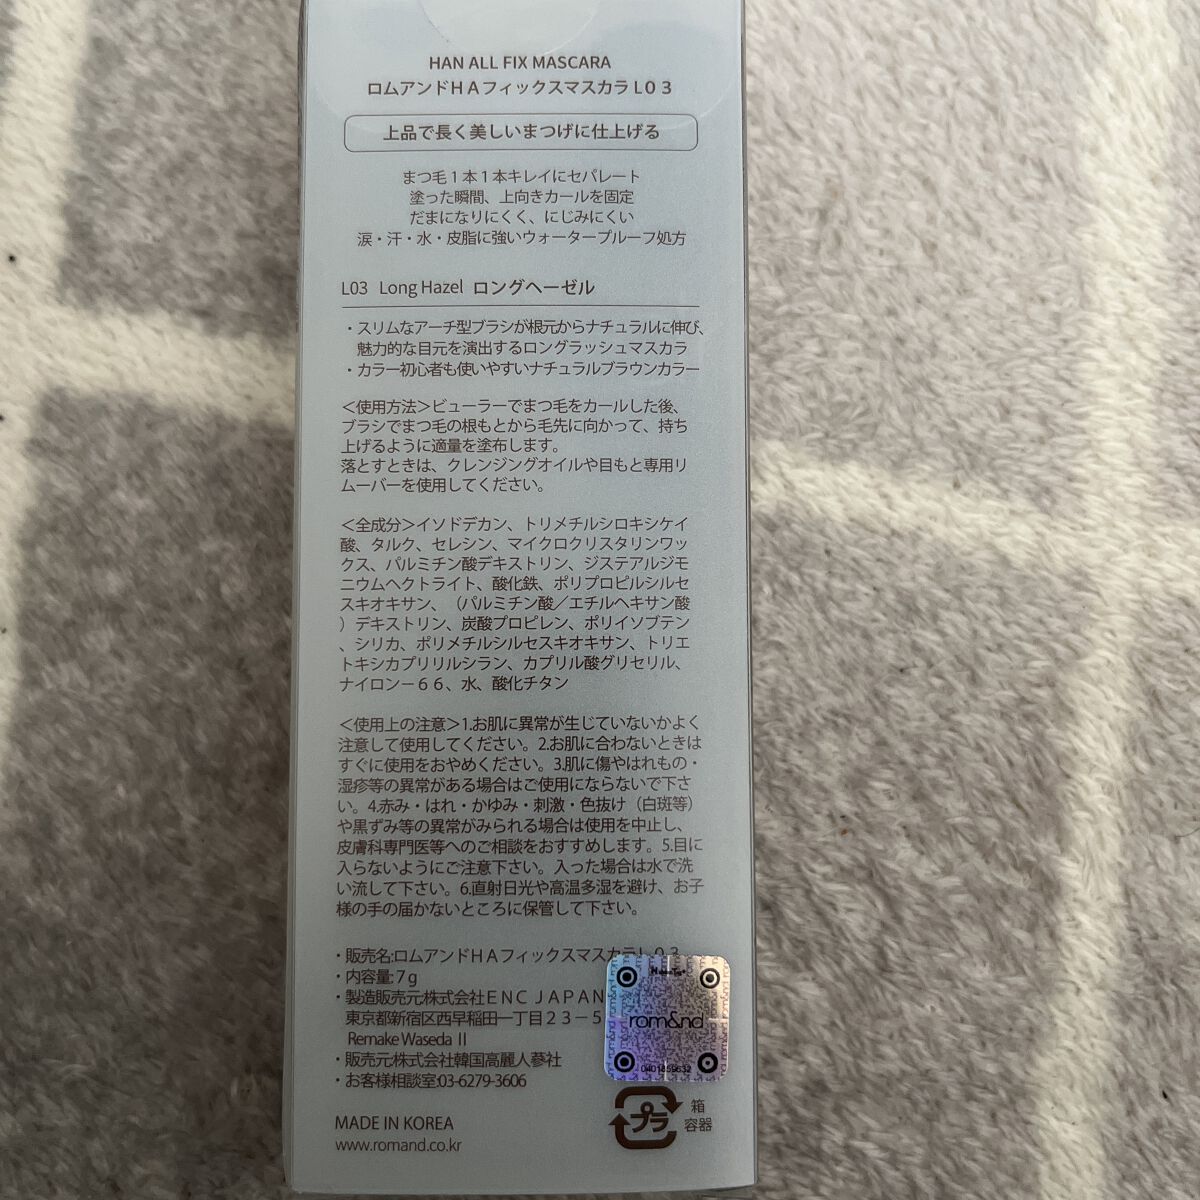 HAN ALL FIX MASCARA
ロムアンドＨＡフィックスマスカラＬ０３
上品で長く美しいまつげに仕上げる
まつ毛１本１本キレイにセパレート
塗った瞬間、上向きカールを固定
だまになりにくく、にじみにくい
涙・汗・水・皮脂に強いウォータープルーフ処方
L03 Long Hazel ロングヘーゼル
・スリムなアーチ型ブラシが根元からナチュラルに伸び、
魅力的な目元を演出するロングラッシュマスカラ
・カラー初心者も使いやすいナチュラルブラウンカラー
＜使用方法＞ビューラーでまつ毛をカールした後、
ブラシでまつ毛の根もとから毛先に向かって、持ち
上げるように適量を塗布します。
落とすときは、クレンジングオイルや目もと専用リ
ムーバーを使用してください。
＜全成分＞イソドデカン、トリメチルシロキシケイ
酸、タルク、セレシン、マイクロクリスタリンワッ
クス、パルミチン酸デキストリン、ジステアルジモ
ニウムヘクトライト、酸化鉄、ポリプロピルシルセ
スキオキサン、（パルミチン酸／エチルヘキサン酸
）デキストリン、炭酸プロピレン、ポリイソブテン
、シリカ、ポリメチルシルセスキオキサン、トリエ
トキシカプリリルシラン、カプリル酸グリセリル、
ナイロン－６６、水、酸化チタン
＜使用上の注意＞1.お肌に異常が生じていないかよく
注意して使用してください。2.お肌に合わないときは
すぐに使用をおやめください。3.肌に傷やはれもの・
湿疹等の異常がある場合はご使用にならないで下さ
い。4.赤み・はれ・かゆみ・刺激・色抜け（白斑等）
や黒ずみ等の異常がみられる場合は使用を中止し、
皮膚科専門医等へのご相談をおすすめします。5.目に
入らないようにご注意下さい。入った場合は水で洗
い流して下さい。6.直射日光や高温多湿を避け、お子
様の手の届かないところに保管して下さい。
・販売名:ロムアンドＨＡフィックスマスカラＬ０３
・内容量:7ｇ
・製造販売元:株式会社ＥＮＣ ＪＡＰＡＮ
東京都新宿区西早稲田一丁目２３－５
Remake Waseda Ⅱ
・販売元:株式会社韓国高麗人蔘社
・お客様相談室:03-6279-3606
rom&nd
0401859632
プラ
箱
容器
MADE IN KOREA
www.romand.co.kr